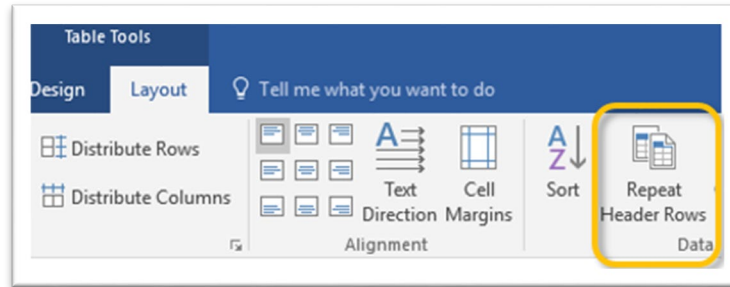 Table Tools
Design Layout Tell me what you want to do
Distribute Rows
Distribute Columns
Text Direction
Cell Margins
A Z
Sort
Repeat Header Rows
Alignment
Data